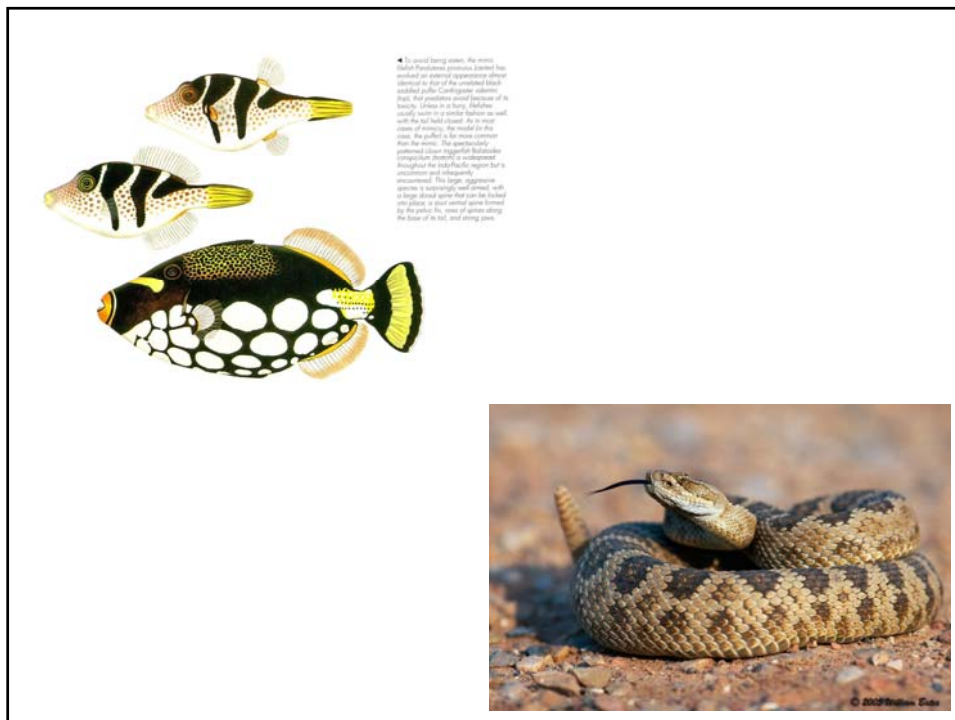 ◄ To avoid being eaten, the mimic
filefish Paraluteres prionurus (center) has
evolved an external appearance almost
identical to that of the unrelated black-
saddled puffer Canthigaster valentini
(top), that predators avoid because of its
toxicity. Unless in a hurry, filefishes
usually swim in a similar fashion as well,
with the tail held closed. As in most
cases of mimicry, the model (in this
case, the puffer) is far more common
than the mimic. The spectacularly
patterned clown triggerfish Balistoides
conspicillum (bottom) is widespread
throughout the Indo-Pacific region but is
uncommon and infrequently
encountered. This large, aggressive
species is surprisingly well armed, with
a large dorsal spine that can be locked
into place, a stout ventral spine formed
by the pelvic fin, rows of spines along
the base of its tail, and strong jaws.
© 2005 William